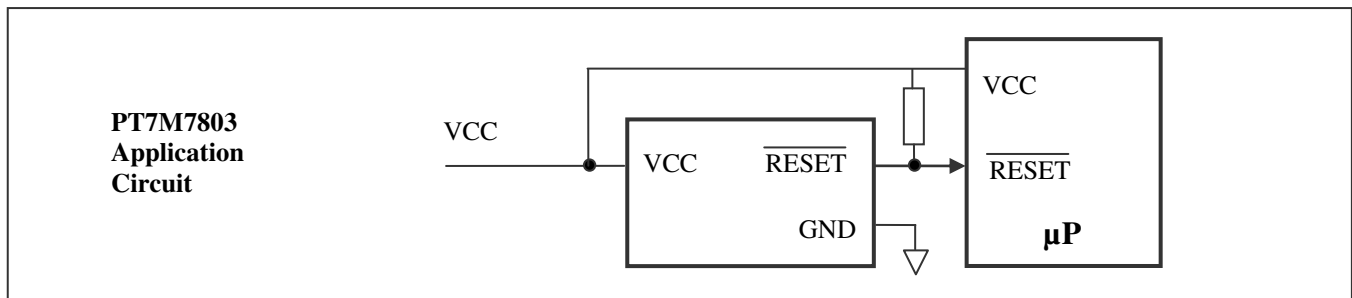 PT7M7803
Application
Circuit
VCC
VCC
RESET
GND
VCC
RESET
µP